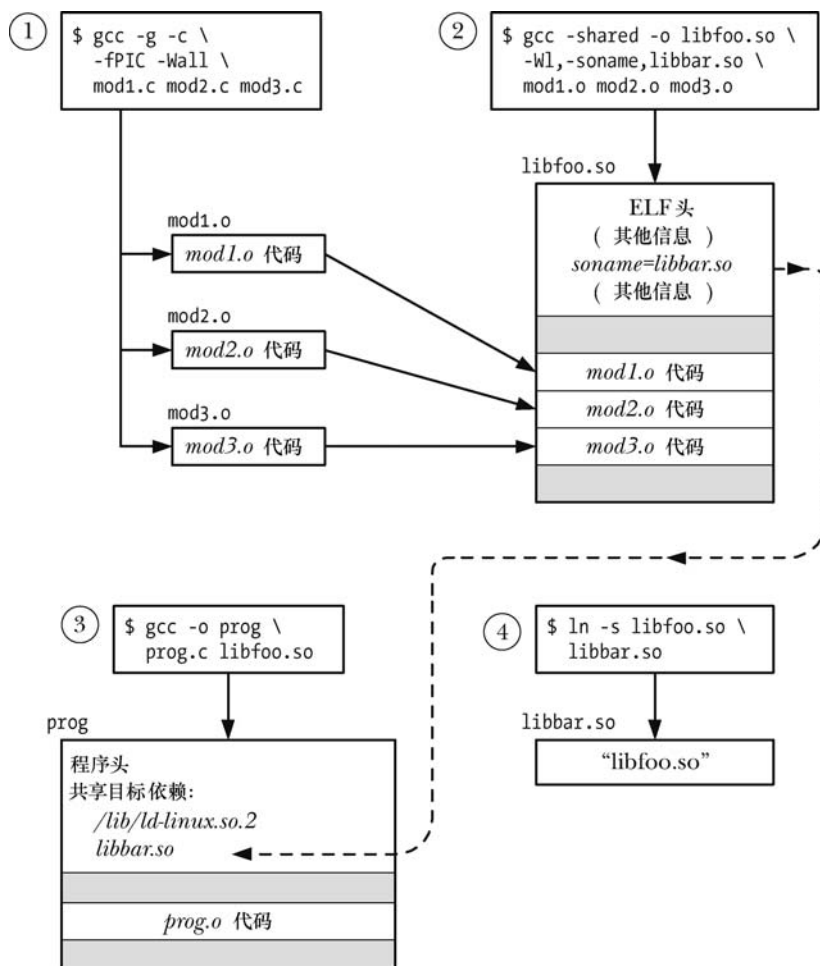 ① $ gcc -g -c \
-fPIC -Wall \
mod1.c mod2.c mod3.c
② $ gcc -shared -o libfoo.so \
-Wl,-soname,libbar.so \
mod1.o mod2.o mod3.o
libfoo.so
ELF头
( 其他信息 )
soname=libbar.so
( 其他信息 )
mod1.o 代码
mod2.o 代码
mod3.o 代码
mod1.o
mod1.o 代码
mod2.o
mod2.o 代码
mod3.o
mod3.o 代码
③ $ gcc -o prog \
prog.c libfoo.so
prog
程序头
共享目标依赖:
/lib/ld-linux.so.2
libbar.so
prog.o 代码
④ $ ln -s libfoo.so \
libbar.so
libbar.so
“libfoo.so”